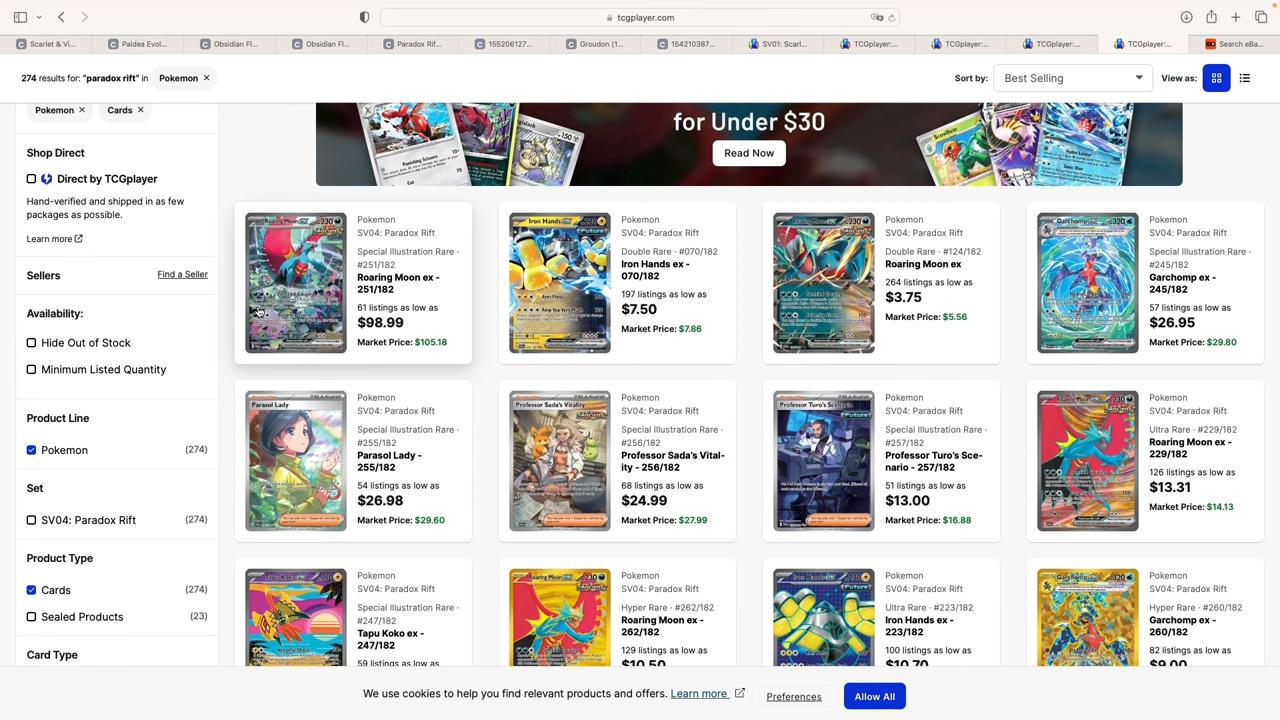 tcgplayer.com
Scarlet & Vi...
Paldea Evol...
Obsidian Fl...
Obsidian Fl...
Paradox Rif...
155206127...
Groudon (1...
154210387...
SV01: Scarl...
TCGplayer:...
TCGplayer:...
TCGplayer:...
TCGplayer:...
Search eBa...
274 results for: "paradox rift" in Pokemon
Sort by: Best Selling
View as:
Pokemon
Cards
Shop Direct
Direct by TCGplayer
Hand-verified and shipped in as few
packages as possible.
Learn more
Sellers
Find a Seller
Availability:
Hide Out of Stock
Minimum Listed Quantity
Product Line
Pokemon (274)
Set
SV04: Paradox Rift (274)
Product Type
Cards (274)
Sealed Products (23)
Card Type
for Under $30
Read Now
Pokemon
SV04: Paradox Rift
Special Illustration Rare ·
#251/182
Roaring Moon ex -
251/182
61 listings as low as
$98.99
Market Price: $105.18
Pokemon
SV04: Paradox Rift
Double Rare · #070/182
Iron Hands ex -
070/182
197 listings as low as
$7.50
Market Price: $7.86
Pokemon
SV04: Paradox Rift
Double Rare · #124/182
Roaring Moon ex
264 listings as low as
$3.75
Market Price: $5.56
Pokemon
SV04: Paradox Rift
Special Illustration Rare ·
#245/182
Garchomp ex -
245/182
57 listings as low as
$26.95
Market Price: $29.80
Parasol Lady
Pokemon
SV04: Paradox Rift
Special Illustration Rare ·
#255/182
Parasol Lady -
255/182
54 listings as low as
$26.98
Market Price: $29.60
Professor Sada's Vitality
Pokemon
SV04: Paradox Rift
Special Illustration Rare ·
#256/182
Professor Sada's Vital-
ity - 256/182
68 listings as low as
$24.99
Market Price: $27.99
Professor Turo's Scenario
Pokemon
SV04: Paradox Rift
Special Illustration Rare ·
#257/182
Professor Turo's Sce-
nario - 257/182
51 listings as low as
$13.00
Market Price: $16.88
Pokemon
SV04: Paradox Rift
Ultra Rare · #229/182
Roaring Moon ex -
229/182
126 listings as low as
$13.31
Market Price: $14.13
Pokemon
SV04: Paradox Rift
Special Illustration Rare ·
#247/182
Tapu Koko ex -
247/182
59 listings as low as
Pokemon
SV04: Paradox Rift
Hyper Rare · #262/182
Roaring Moon ex -
262/182
129 listings as low as
$10.50
Pokemon
SV04: Paradox Rift
Ultra Rare · #223/182
Iron Hands ex -
223/182
100 listings as low as
$10.70
Pokemon
SV04: Paradox Rift
Hyper Rare · #260/182
Garchomp ex -
260/182
82 listings as low as
$9.00
We use cookies to help you find relevant products and offers. Learn more
Preferences
Allow All